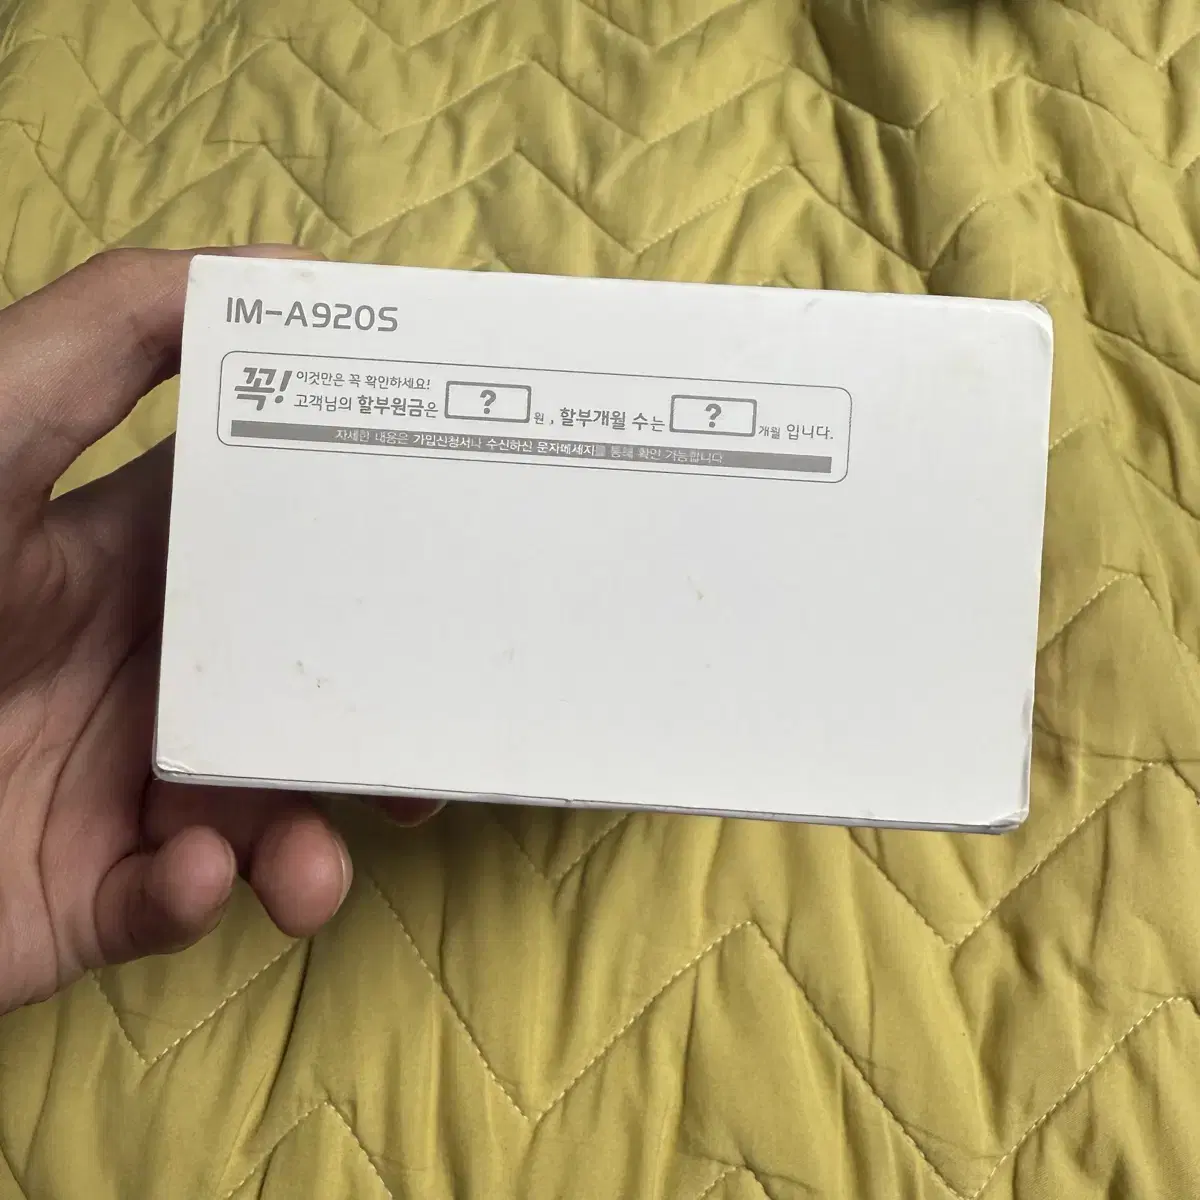 IM-A920S
꼭! 이것만은 꼭 확인하세요!
고객님의 할부원금은 ? 원, 할부개월 수는 ? 개월 입니다.
자세한 내용은 가입신청서나 수신하신 문자메세지를 통해 확인 가능합니다